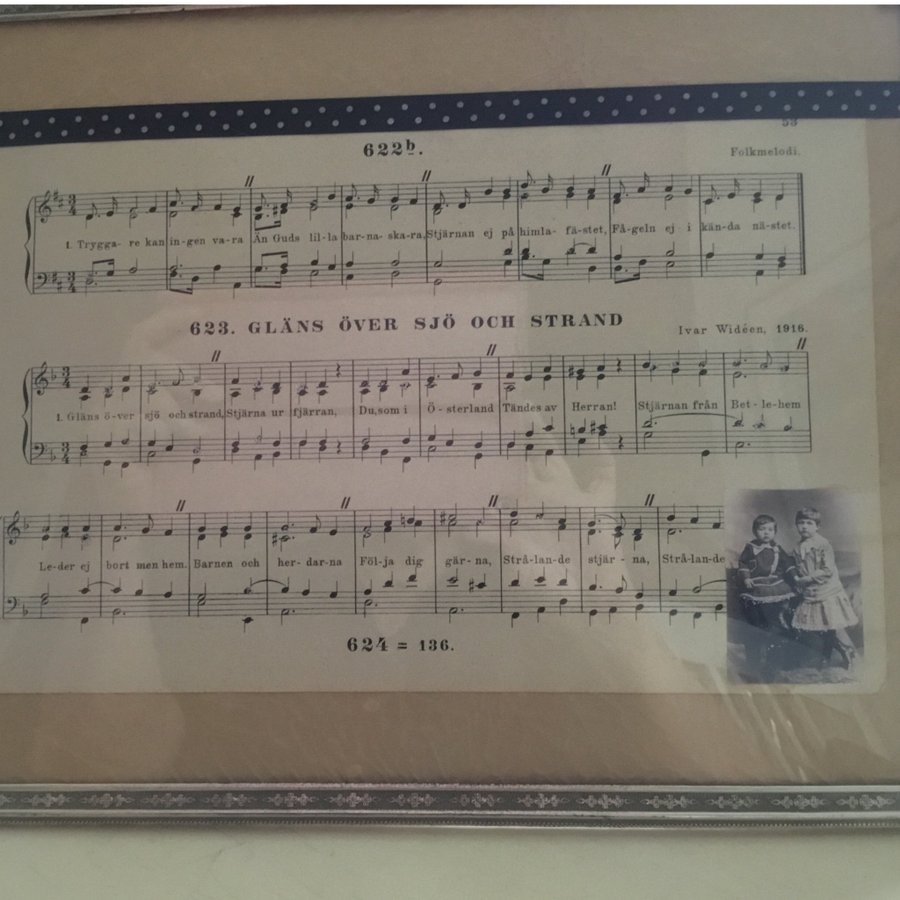 53
622b.
Folkmelodi.
1. Trygga- re kan in-gen va-ra Än Guds lil-la barna- ska-ra, Stjärnan ej på himla- fä-stet, Få-geln ej i kän-da nä-stet.
623. GLÄNS ÖVER SJÖ OCH STRAND
Ivar Widéen, 1916.
1. Gläns ö-ver sjö och strand, Stjärna ur fjärran, Du, som i Ö-sterland Tändes av Herran! Stjärnan från Bet-le-hem
Le-der ej bort men hem. Barnen och her-dar-na Föl-ja dig gär-na, Strå-lan-de stjär-na, Strå-lan-de
624 = 136.